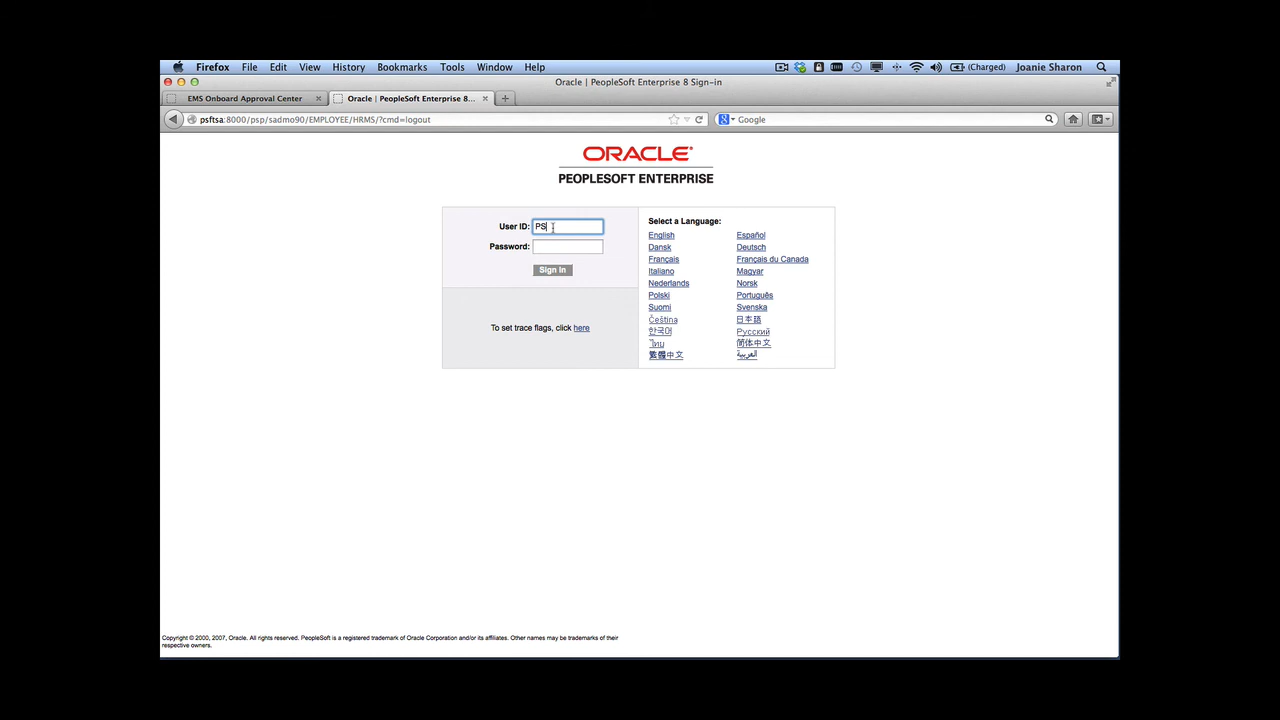 Firefox File Edit View History Bookmarks Tools Window Help (Charged) Joanie Sharon
Oracle | PeopleSoft Enterprise 8 Sign-in
EMS Onboard Approval Center
Oracle | PeopleSoft Enterprise 8...
psftsa:8000/psp/sadmo90/EMPLOYEE/HRMS/?cmd=logout
Google
ORACLE®
PEOPLESOFT ENTERPRISE
User ID: PS
Password:
Sign In
To set trace flags, click here
Select a Language:
English Español
Dansk Deutsch
Français Français du Canada
Italiano Magyar
Nederlands Norsk
Polski Português
Suomi Svenska
Čeština 日本語
한국어 Русский
ไทย 简体中文
繁體中文 العربية
Copyright © 2000, 2007, Oracle. All rights reserved. PeopleSoft is a registered trademark of Oracle Corporation and/or its affiliates. Other names may be trademarks of their
respective owners.